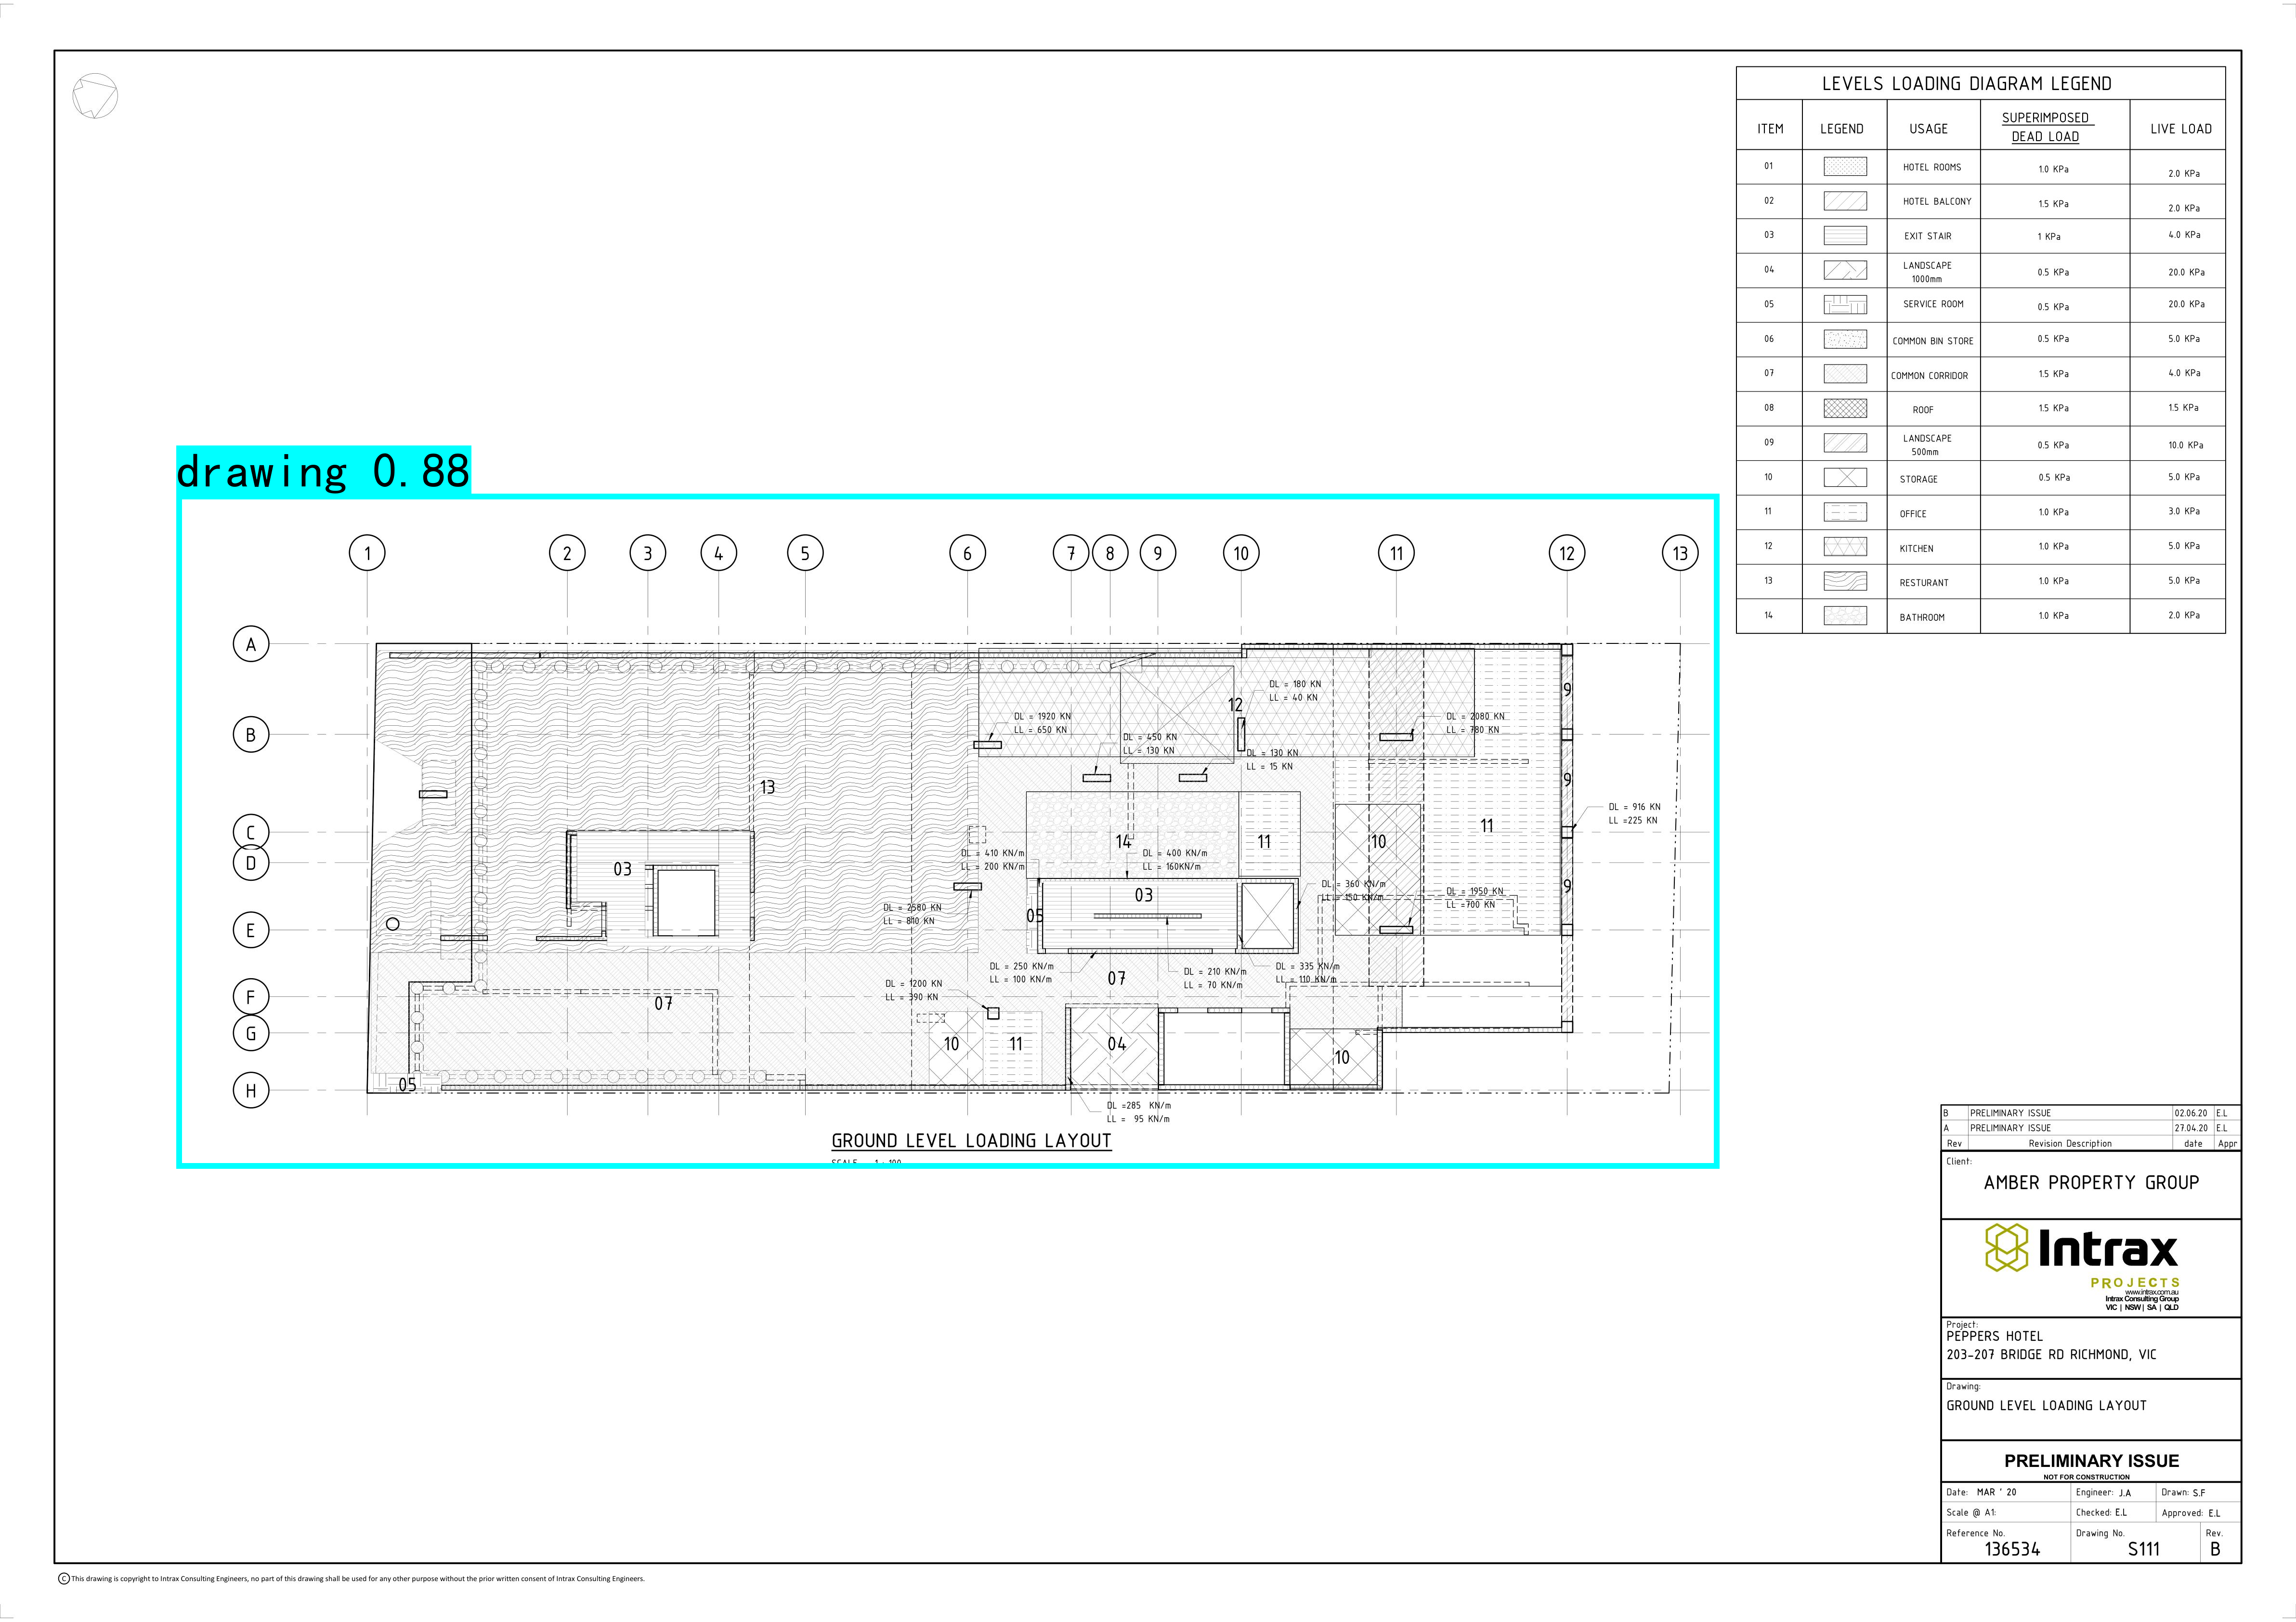 LEVELS LOADING DIAGRAM LEGEND
ITEM LEGEND USAGE SUPERIMPOSED DEAD LOAD LIVE LOAD
01 HOTEL ROOMS 1.0 KPa 2.0 KPa
02 HOTEL BALCONY 1.5 KPa 2.0 KPa
03 EXIT STAIR 1 KPa 4.0 KPa
04 LANDSCAPE 1000mm 0.5 KPa 20.0 KPa
05 SERVICE ROOM 0.5 KPa 20.0 KPa
06 COMMON BIN STORE 0.5 KPa 5.0 KPa
07 COMMON CORRIDOR 1.5 KPa 4.0 KPa
08 ROOF 1.5 KPa 1.5 KPa
09 LANDSCAPE 500mm 0.5 KPa 10.0 KPa
10 STORAGE 0.5 KPa 5.0 KPa
11 OFFICE 1.0 KPa 3.0 KPa
12 KITCHEN 1.0 KPa 5.0 KPa
13 RESTURANT 1.0 KPa 5.0 KPa
14 BATHROOM 1.0 KPa 2.0 KPa
drawing 0.88
1 2 3 4 5 6 7 8 9 10 11 12 13
A
B
C
D
E
F
G
H
DL = 180 KN
LL = 40 KN
9
12
DL = 1920 KN
LL = 650 KN
DL = 2080 KN
LL = 780 KN
DL = 450 KN
LL = 130 KN
DL = 130 KN
LL = 15 KN
13
9
DL = 916 KN
LL =225 KN
11
14
11
10
DL = 410 KN/m
LL = 200 KN/m
DL = 400 KN/m
LL = 160KN/m
03
03
DL = 360 KN/m
LL = 150 KN/m
9
DL = 1950 KN
LL =700 KN
DL = 2580 KN
LL = 810 KN
05
DL = 250 KN/m
LL = 100 KN/m
DL = 210 KN/m
LL = 70 KN/m
DL = 335 KN/m
LL = 110 KN/m
07
DL = 1200 KN
LL = 390 KN
07
10
11
04
10
05
DL =285 KN/m
LL = 95 KN/m
GROUND LEVEL LOADING LAYOUT
SCALE 1 : 100
B PRELIMINARY ISSUE 02.06.20 E.L
A PRELIMINARY ISSUE 27.04.20 E.L
Rev Revision Description date Appr
Client:
AMBER PROPERTY GROUP
Intrax
PROJECTS
www.intrax.com.au
Intrax Consulting Group
VIC | NSW | SA | QLD
Project:
PEPPERS HOTEL
203-207 BRIDGE RD RICHMOND, VIC
Drawing:
GROUND LEVEL LOADING LAYOUT
PRELIMINARY ISSUE
NOT FOR CONSTRUCTION
Date: MAR ' 20 Engineer: J.A Drawn: S.F
Scale @ A1: Checked: E.L Approved: E.L
Reference No. Drawing No. Rev.
136534 S111 B
C This drawing is copyright to Intrax Consulting Engineers, no part of this drawing shall be used for any other purpose without the prior written consent of Intrax Consulting Engineers.